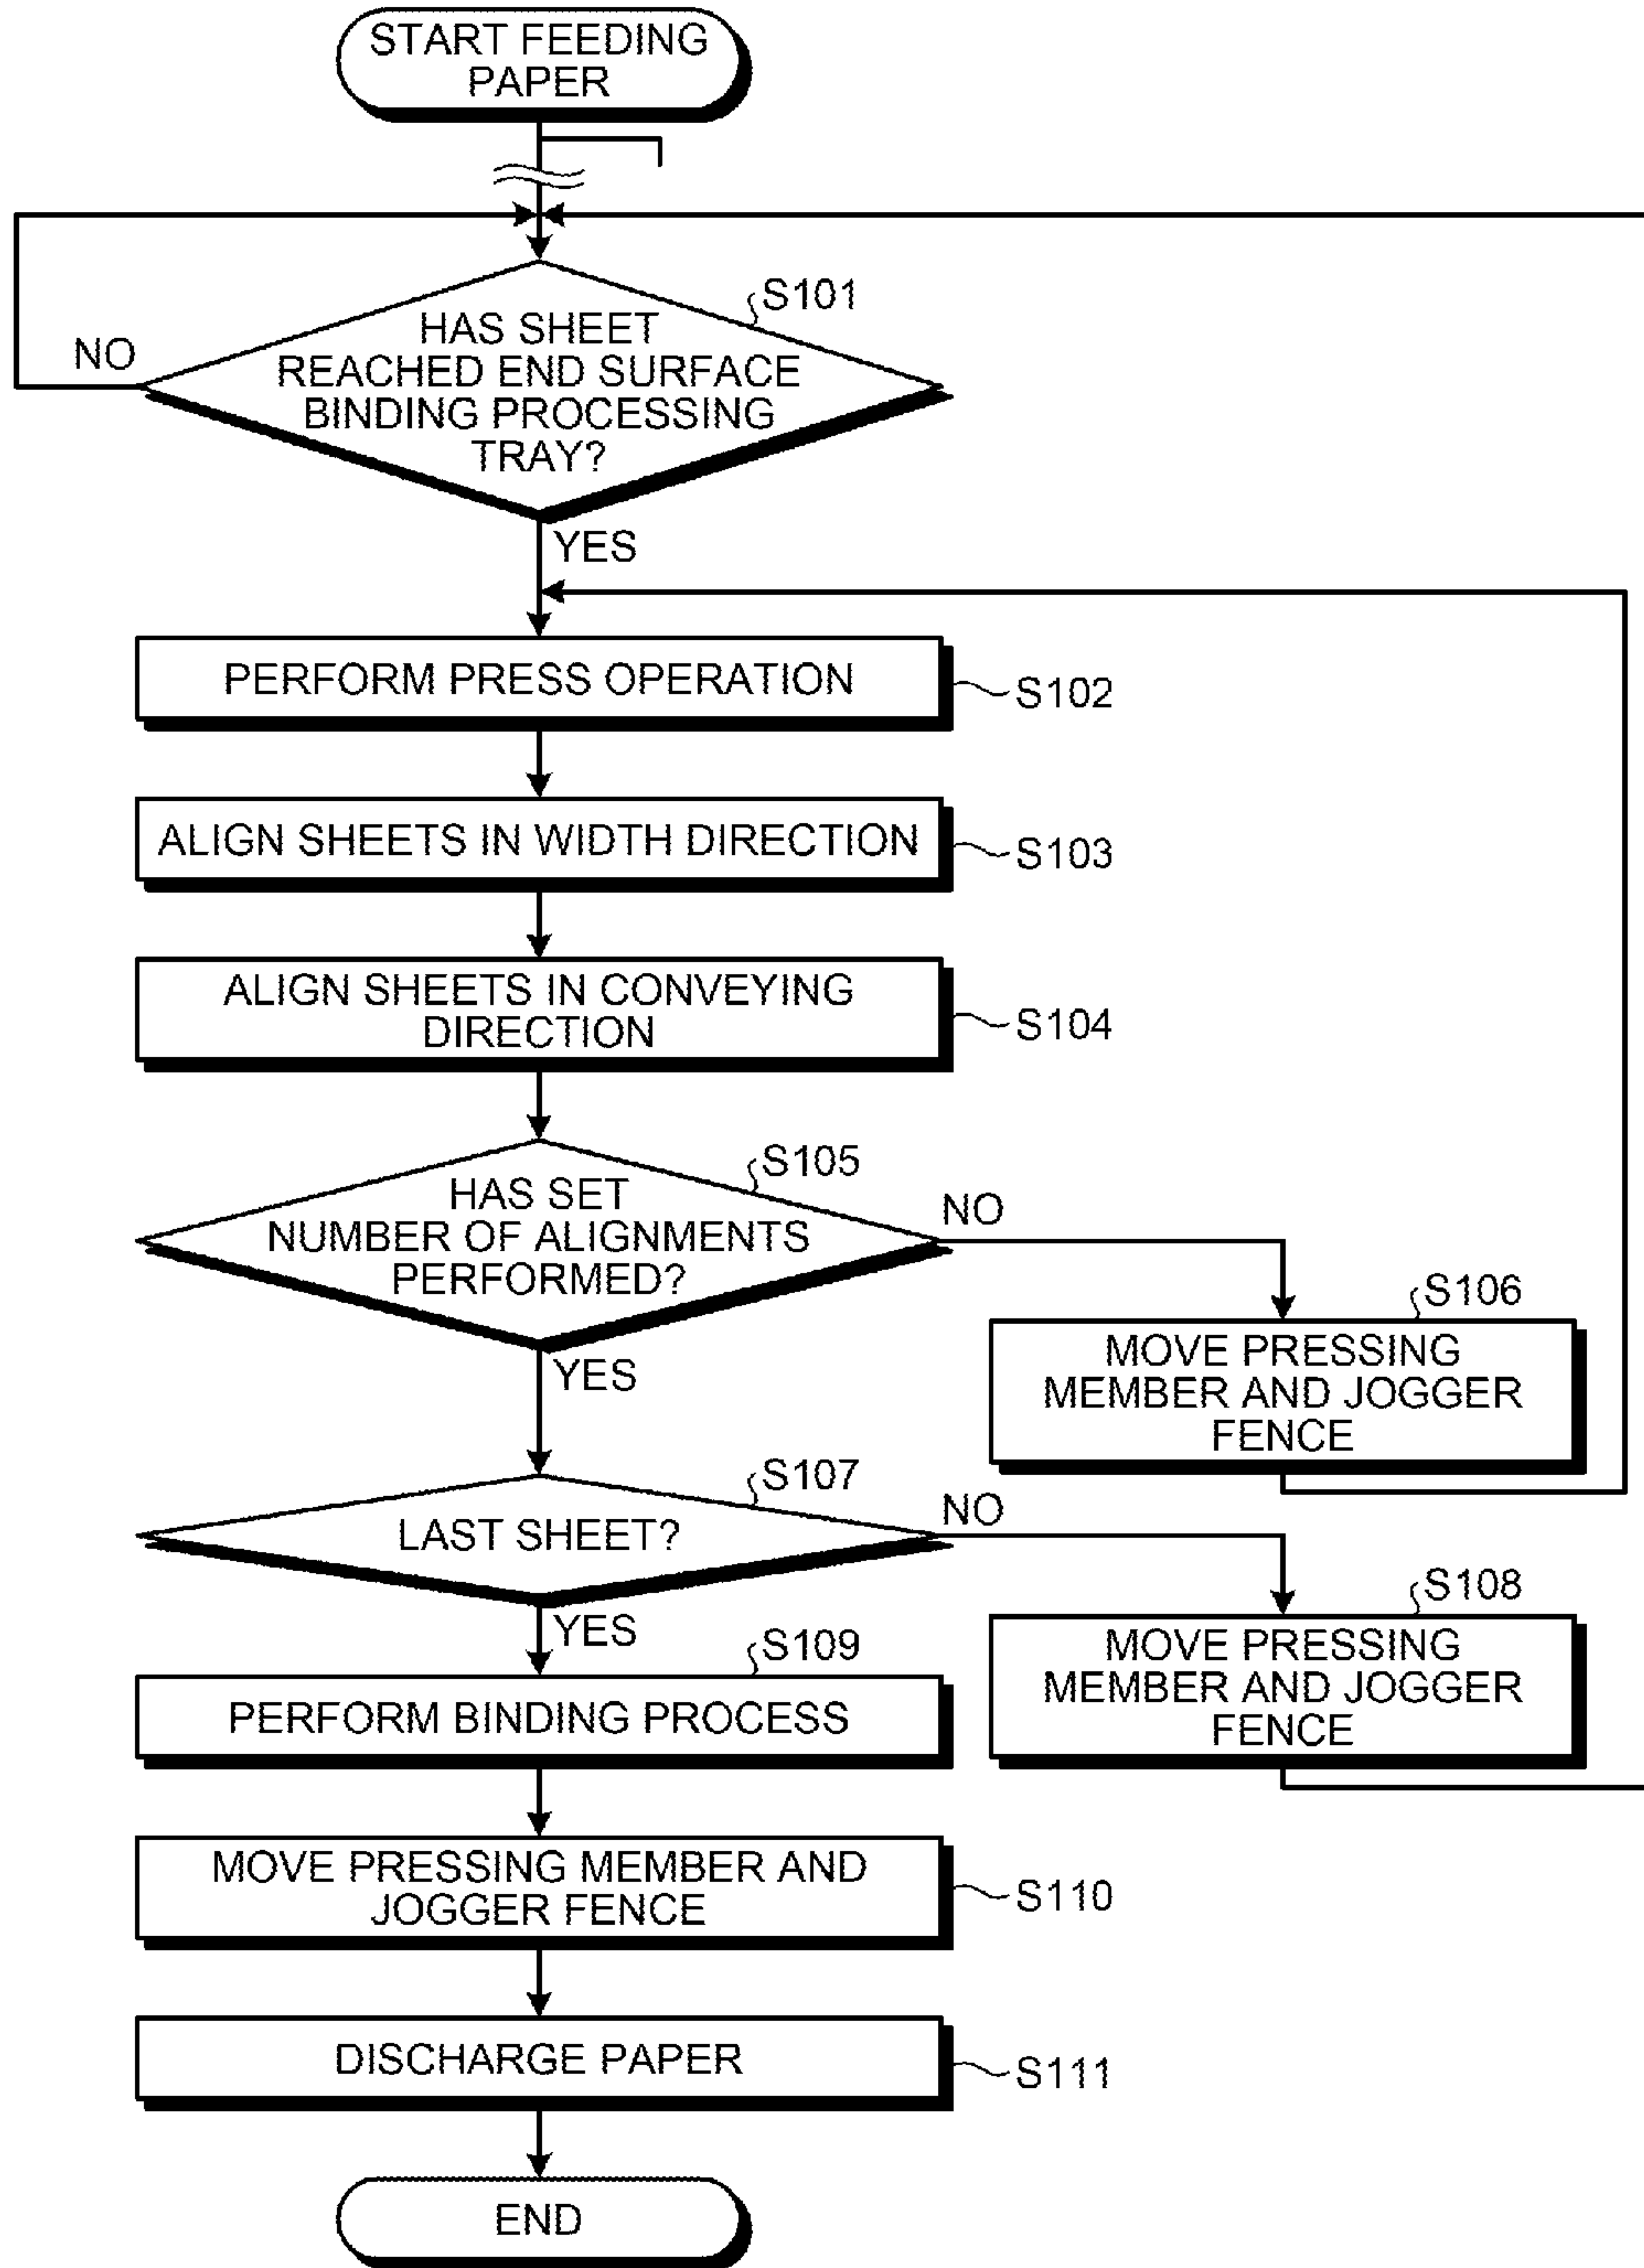 START FEEDING
PAPER
S101
HAS SHEET
REACHED END SURFACE
BINDING PROCESSING
TRAY?
NO
YES
PERFORM PRESS OPERATION
S102
ALIGN SHEETS IN WIDTH DIRECTION
S103
ALIGN SHEETS IN CONVEYING
DIRECTION
S104
S105
HAS SET
NUMBER OF ALIGNMENTS
PERFORMED?
NO
YES
S106
MOVE PRESSING
MEMBER AND JOGGER
FENCE
S107
LAST SHEET?
NO
YES
S108
MOVE PRESSING
MEMBER AND JOGGER
FENCE
S109
PERFORM BINDING PROCESS
MOVE PRESSING MEMBER AND
JOGGER FENCE
S110
DISCHARGE PAPER
S111
END